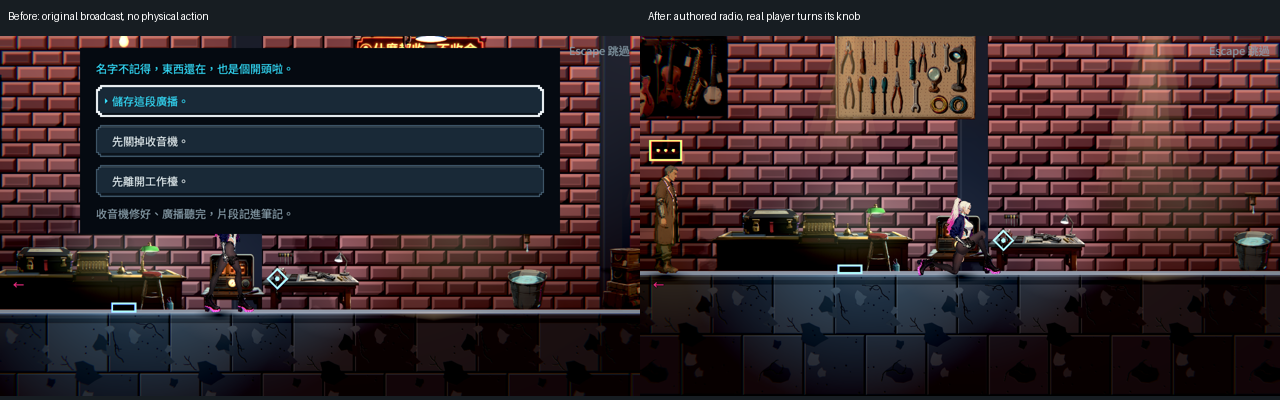 Before: original broadcast, no physical action
After: authored radio, real player turns its knob
Escape 跳過
Escape 跳過
名字不記得，東西還在，也是個開頭啦。
儲存這段廣播。
先關掉收音機。
先離開工作檯。
收音機修好、廣播聽完，片段記進筆記。
←
←